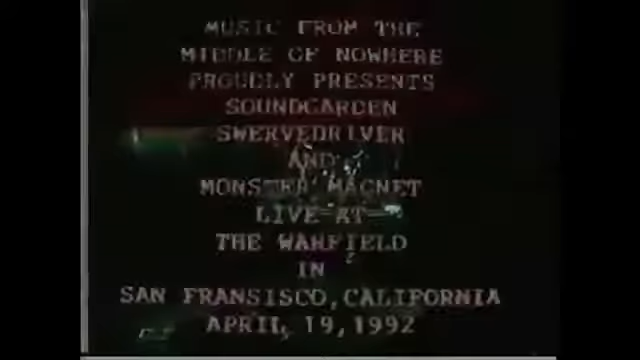 MUSIC FROM THE
MIDDLE OF NOWHERE
PROUDLY PRESENTS
SOUNDGARDEN
SWERVEDRIVER
AND
MONSTER MAGNET
LIVE AT
THE WARFIELD
IN
SAN FRANSISCO, CALIFORNIA
APRIL 19, 1992